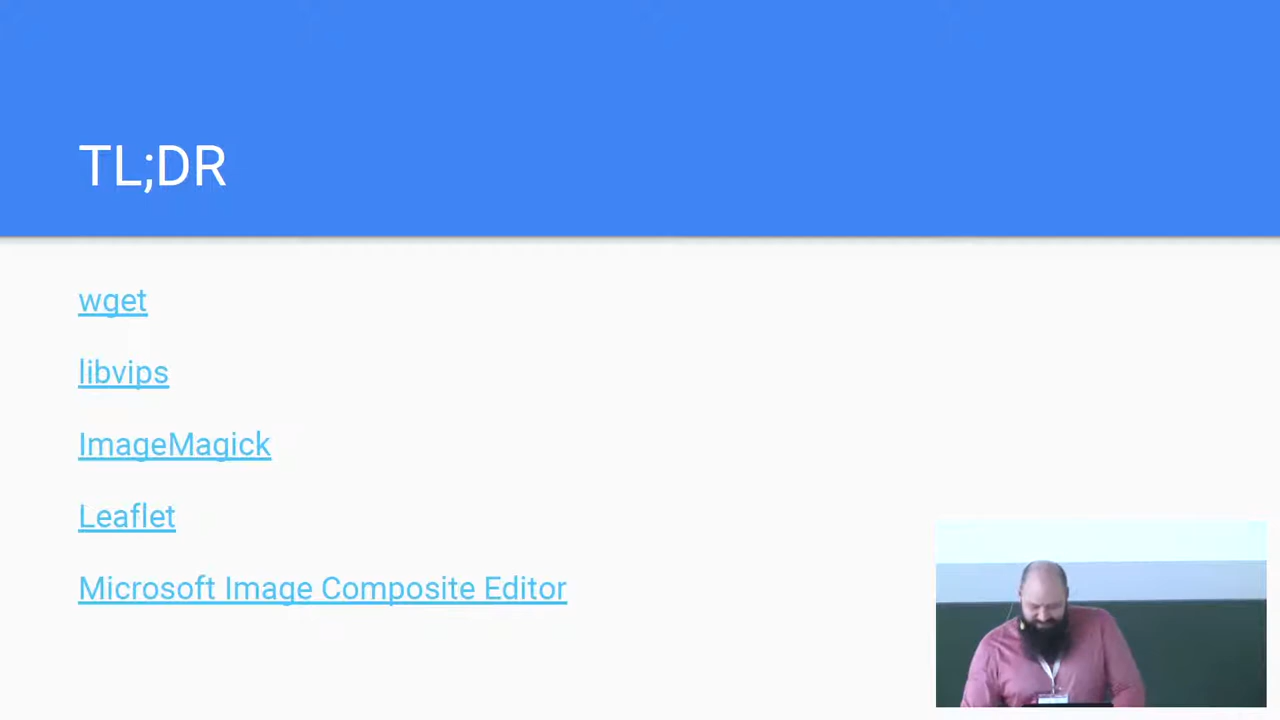 TL;DR
wget
libvips
ImageMagick
Leaflet
Microsoft Image Composite Editor